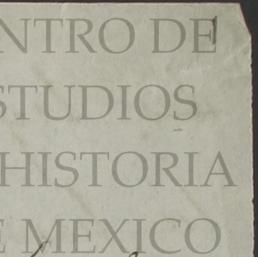 NTRO DE
STUDIOS
HISTORIA
E MEXICO